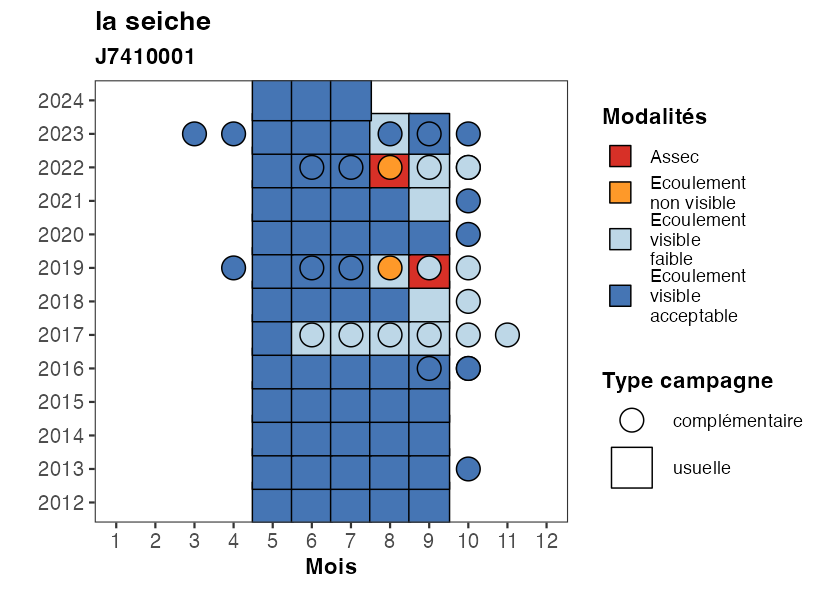 la seiche
J7410001
2024
2023
2022
2021
2020
2019
2018
2017
2016
2015
2014
2013
2012
1 2 3 4 5 6 7 8 9 10 11 12
Mois
Modalités
Assec
Ecoulement
non visible
Ecoulement
visible
faible
Ecoulement
visible
acceptable
Type campagne
complémentaire
usuelle